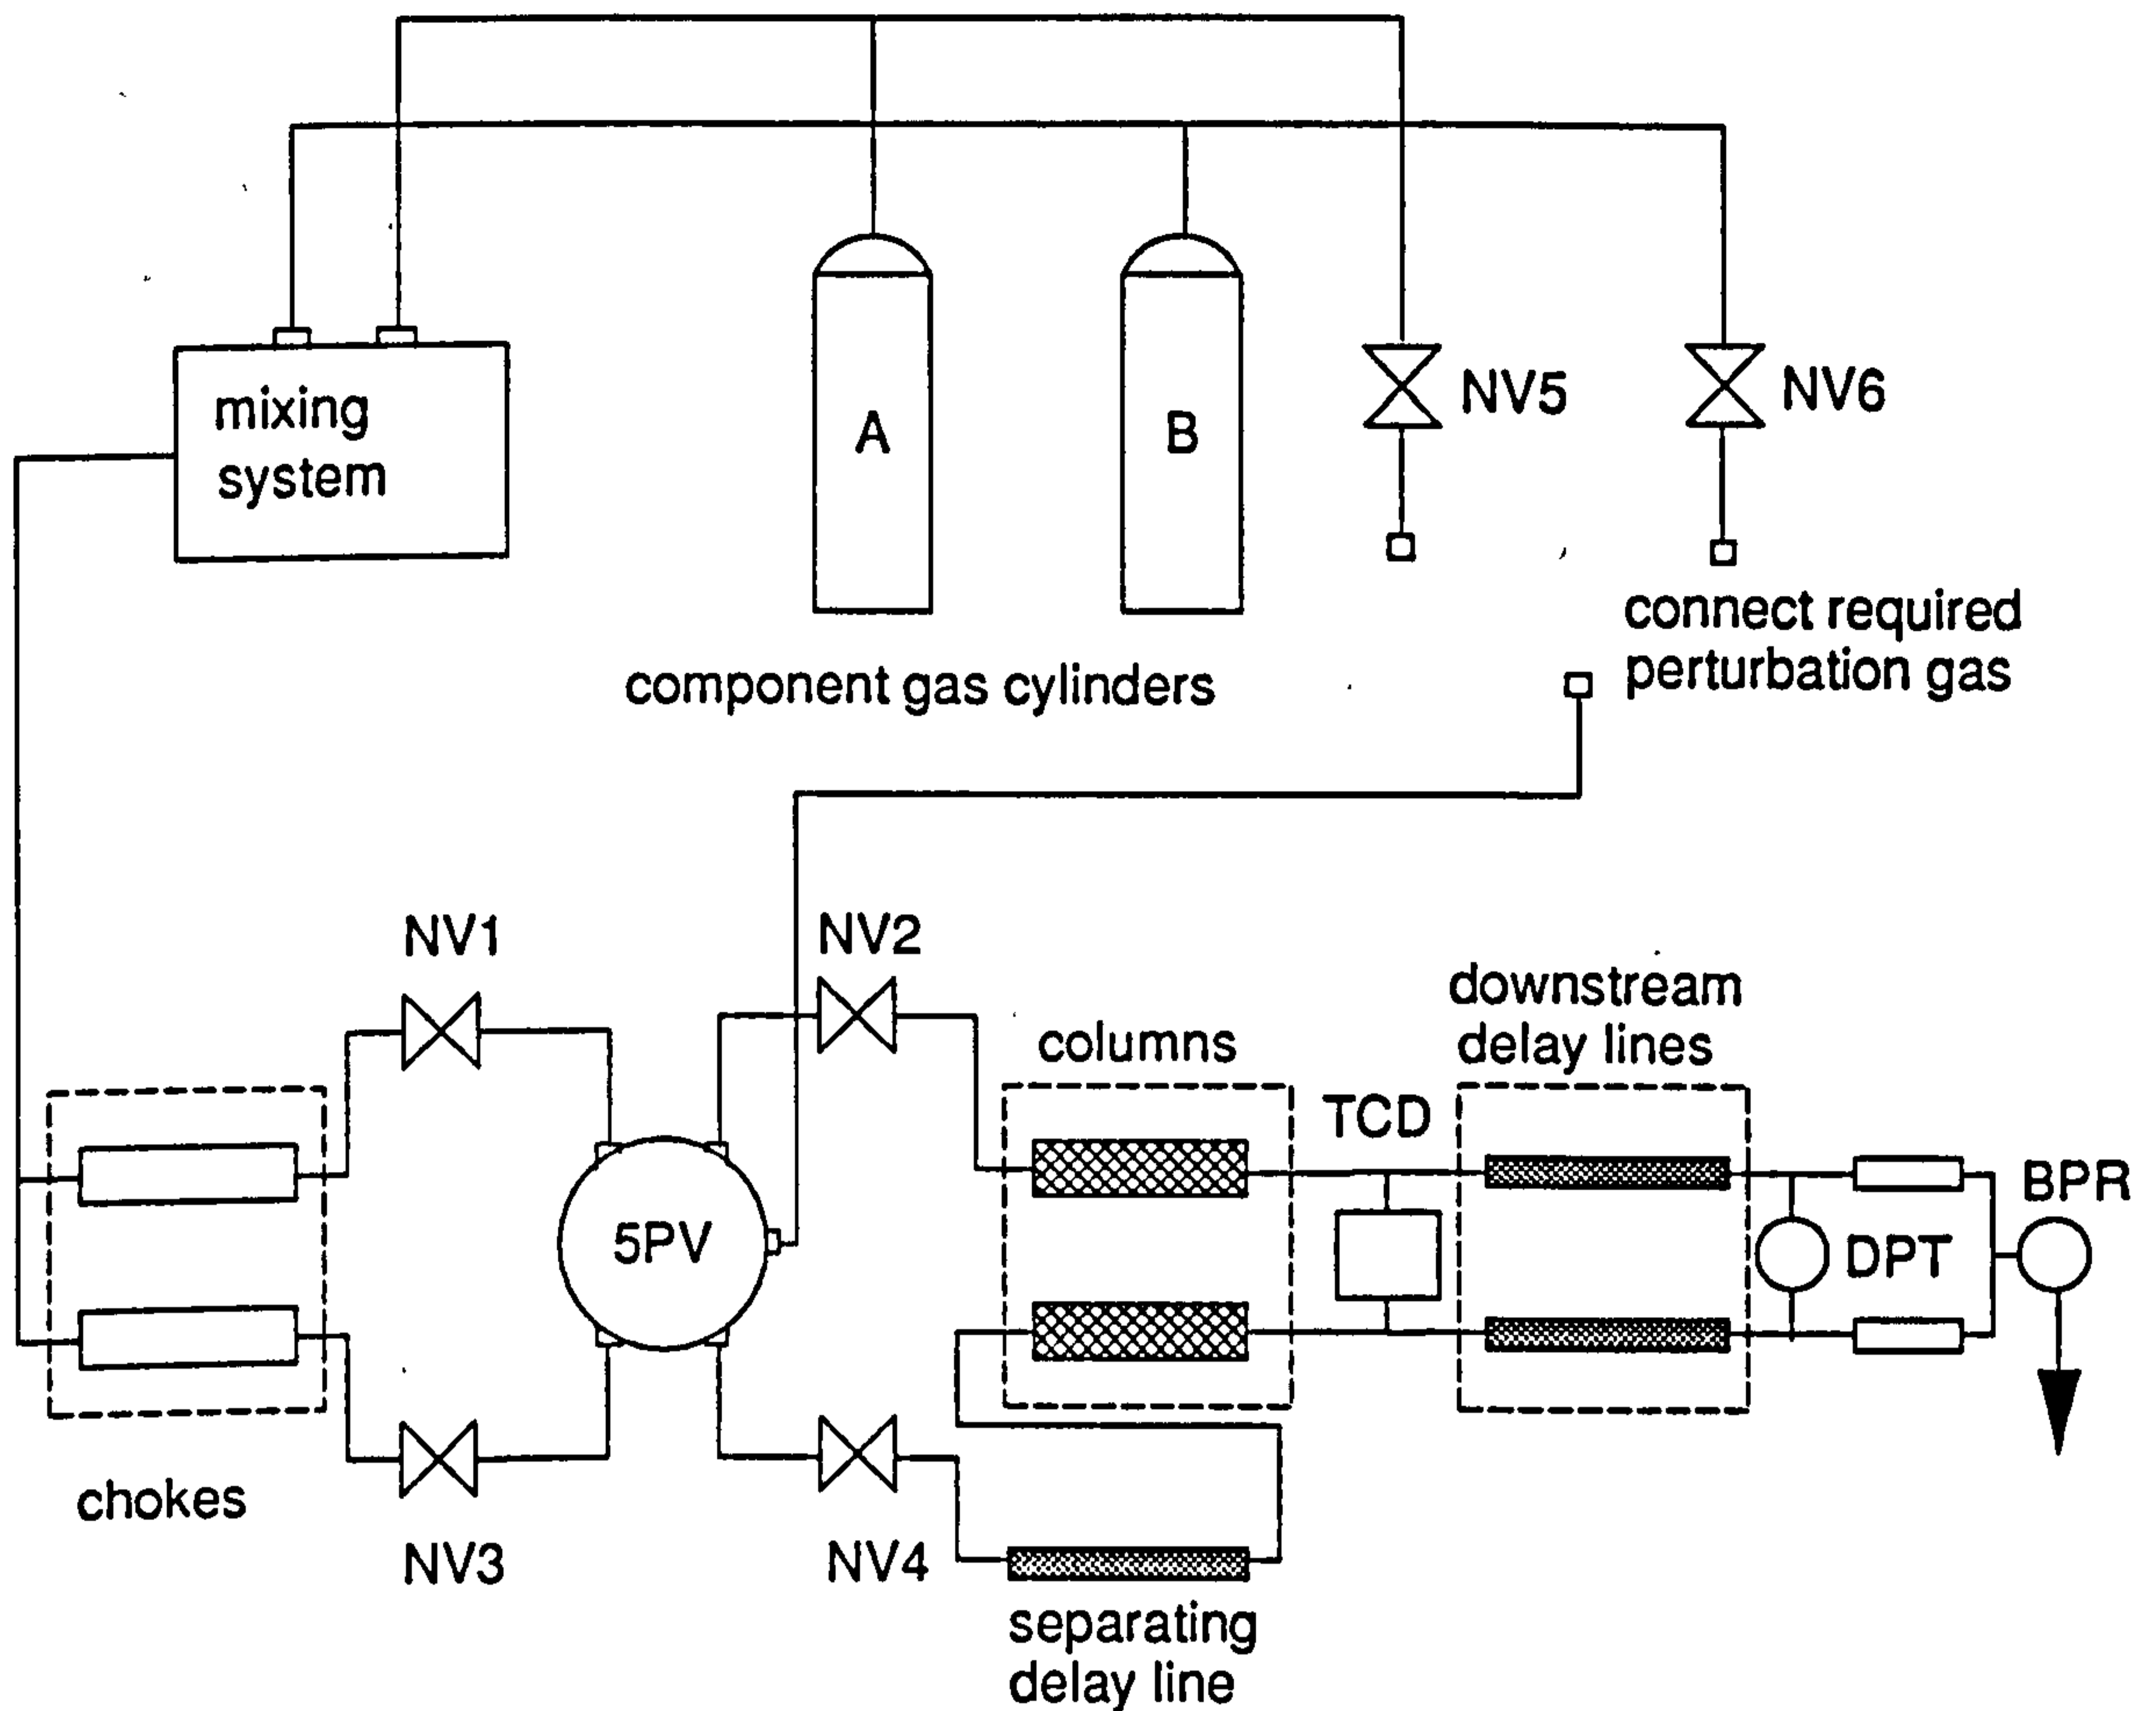 mixing
system
A
B
NV5
NV6
connect required
perturbation gas
component gas cylinders
NV1
NV2
downstream
delay lines
columns
TCD
BPR
5PV
DPT
chokes
NV3
NV4
separating
delay line